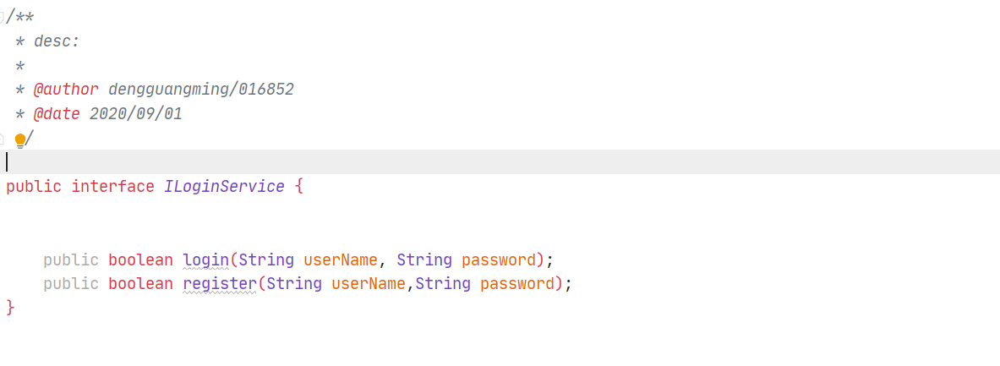 /**
 * desc:
 *
 * @author dengguangming/016852
 * @date 2020/09/01
 /
public interface ILoginService {
    public boolean login(String userName, String password);
    public boolean register(String userName,String password);
}